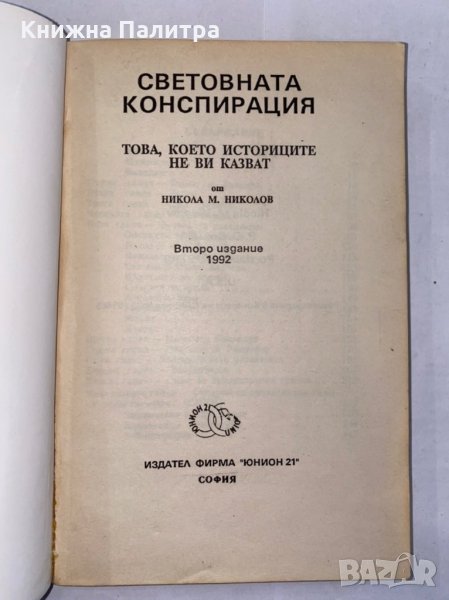 Книжна Палитра
СВЕТОВНАТА
КОНСПИРАЦИЯ
ТОВА, КОЕТО ИСТОРИЦИТЕ
НЕ ВИ КАЗВАТ
от
НИКОЛА М. НИКОЛОВ
Второ издание
1992
ЮНИОН 21
ИЗДАТЕЛ ФИРМА "ЮНИОН 21"
СОФИЯ
BAZAR